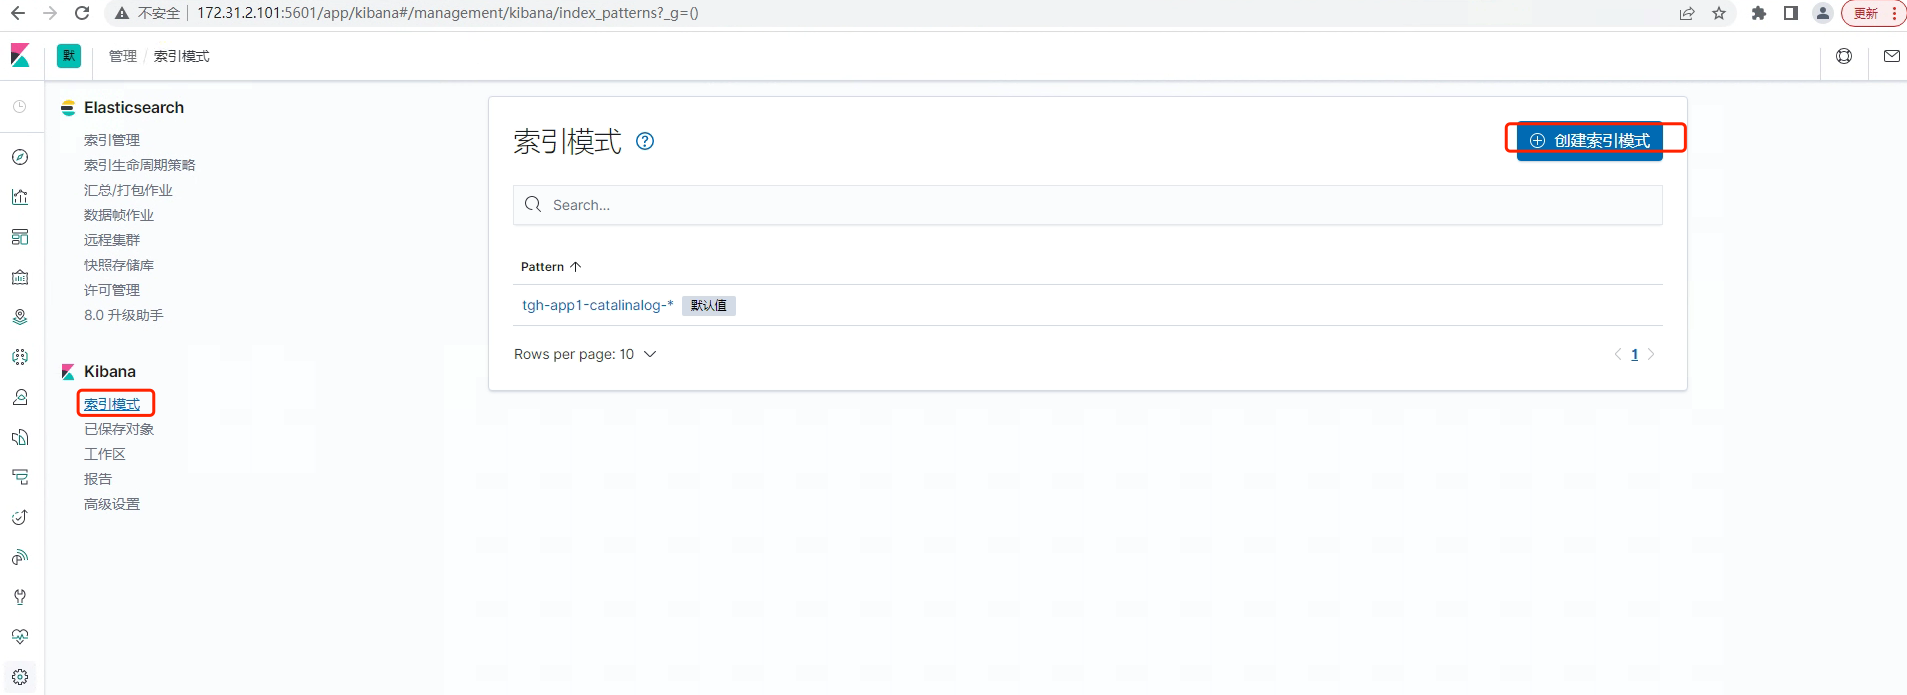 不安全 172.31.2.101:5601/app/kibana#/management/kibana/index_patterns?_g=() 更新
默 管理 / 索引模式
Elasticsearch
索引管理
索引生命周期策略
汇总/打包作业
数据帧作业
远程集群
快照存储库
许可管理
8.0 升级助手
Kibana
索引模式
已保存对象
工作区
报告
高级设置
索引模式 ?
创建索引模式
Search...
Pattern ↑
tgh-app1-catalinalog-* 默认值
Rows per page: 10
1